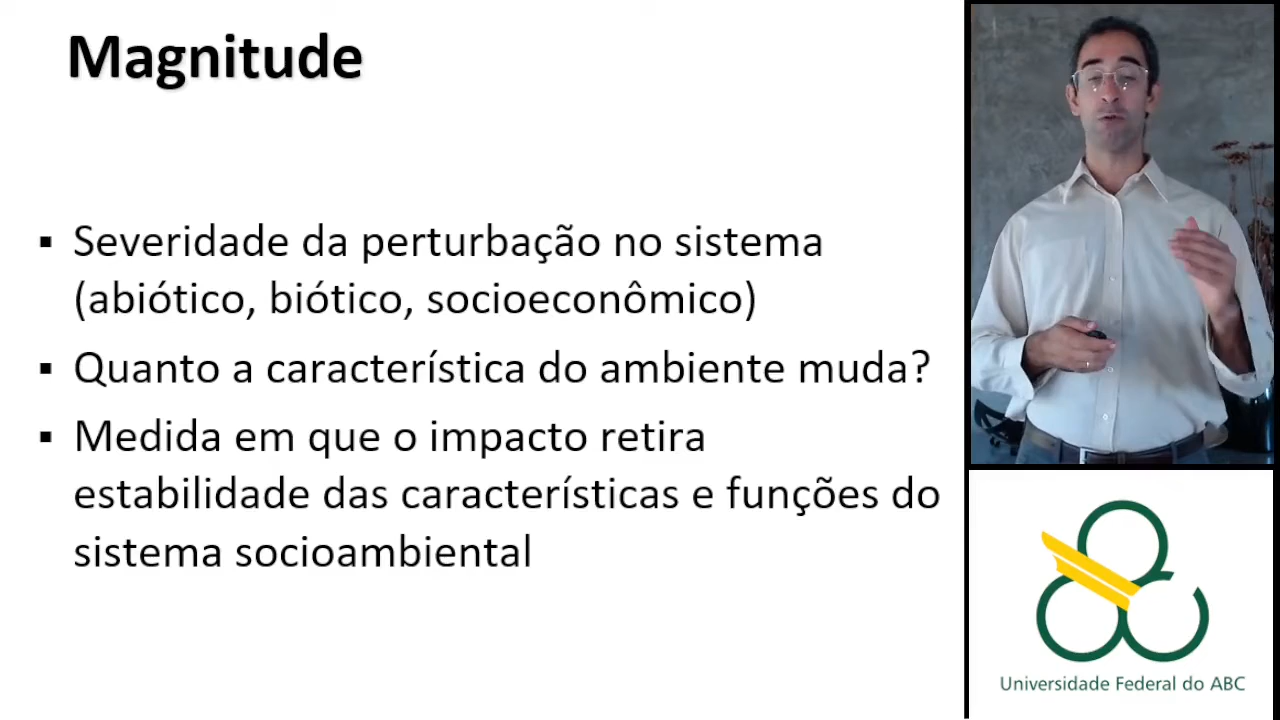 Magnitude
▪ Severidade da perturbação no sistema
(abiótico, biótico, socioeconômico)
▪ Quanto a característica do ambiente muda?
▪ Medida em que o impacto retira
estabilidade das características e funções do
sistema socioambiental
Universidade Federal do ABC